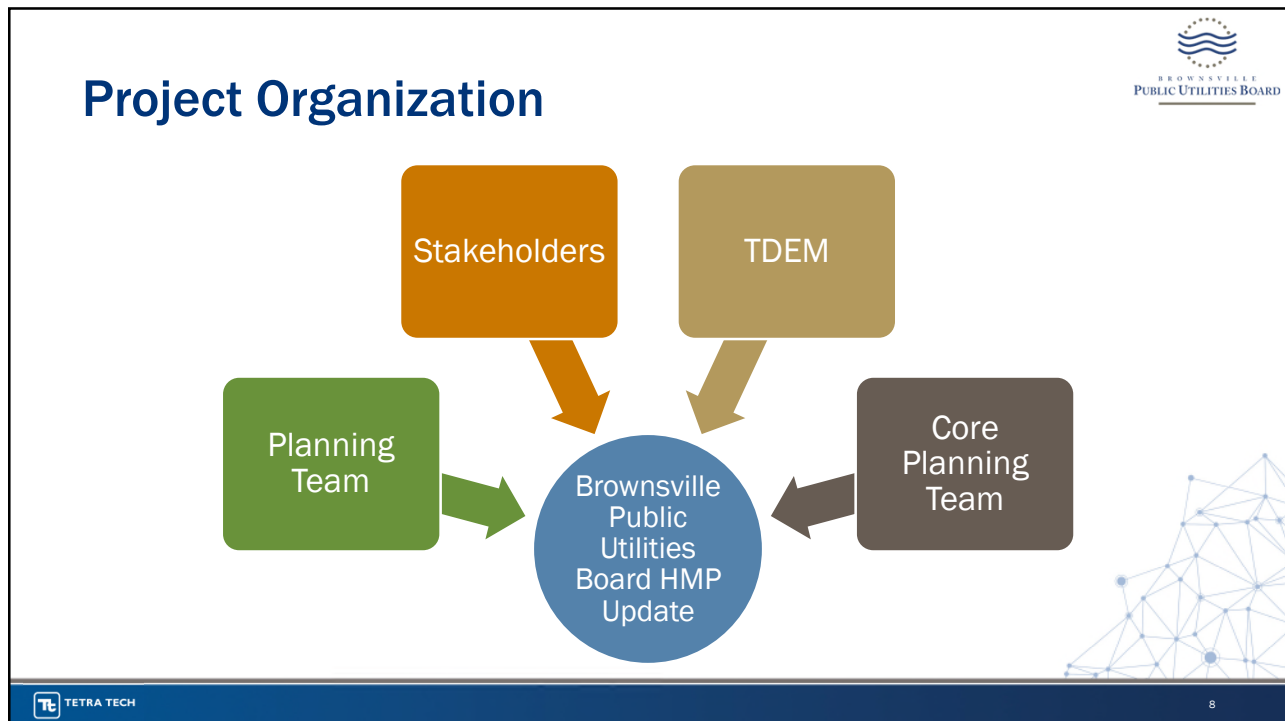 Project Organization
BROWNSVILLE
PUBLIC UTILITIES BOARD
Stakeholders
TDEM
Planning
Team
Core
Planning
Team
Brownsville
Public
Utilities
Board HMP
Update
Tt TETRA TECH
8